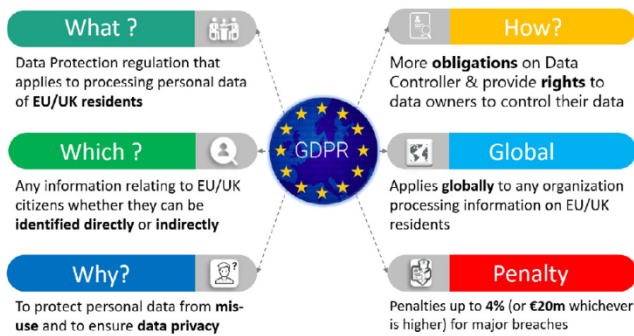 What ?
Data Protection regulation that
applies to processing personal data
of EU/UK residents
Which ?
Any information relating to EU/UK
citizens whether they can be
identified directly or indirectly
Why?
To protect personal data from mis-
use and to ensure data privacy
GDPR
How?
More obligations on Data
Controller & provide rights to
data owners to control their data
Global
Applies globally to any organization
processing information on EU/UK
residents
Penalty
Penalties up to 4% (or €20m whichever
is higher) for major breaches